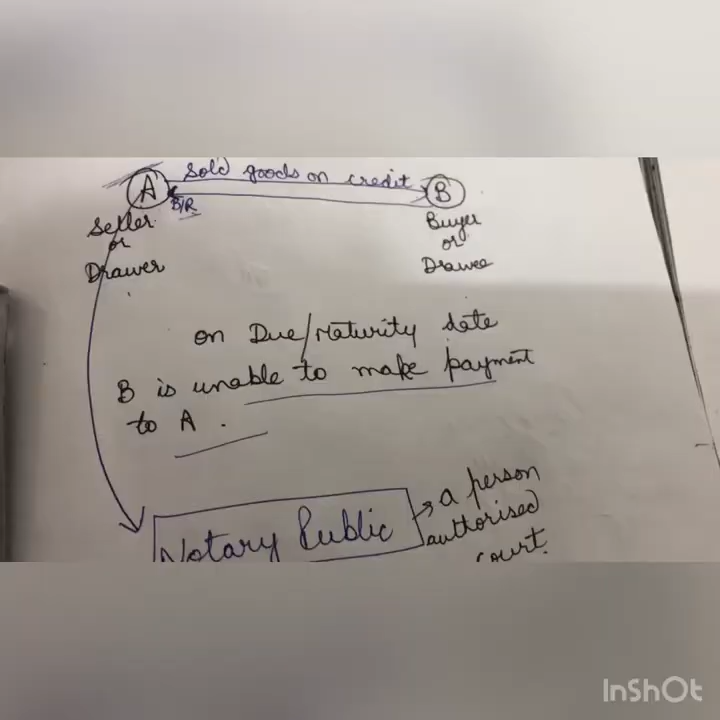 A sold goods on credit B
B/R
Seller
or
Drawer
Buyer
or
Drawee
on Due/Maturity date
B is unable to make payment
to A.
Notary Public
a person
authorised
court.
InShOt